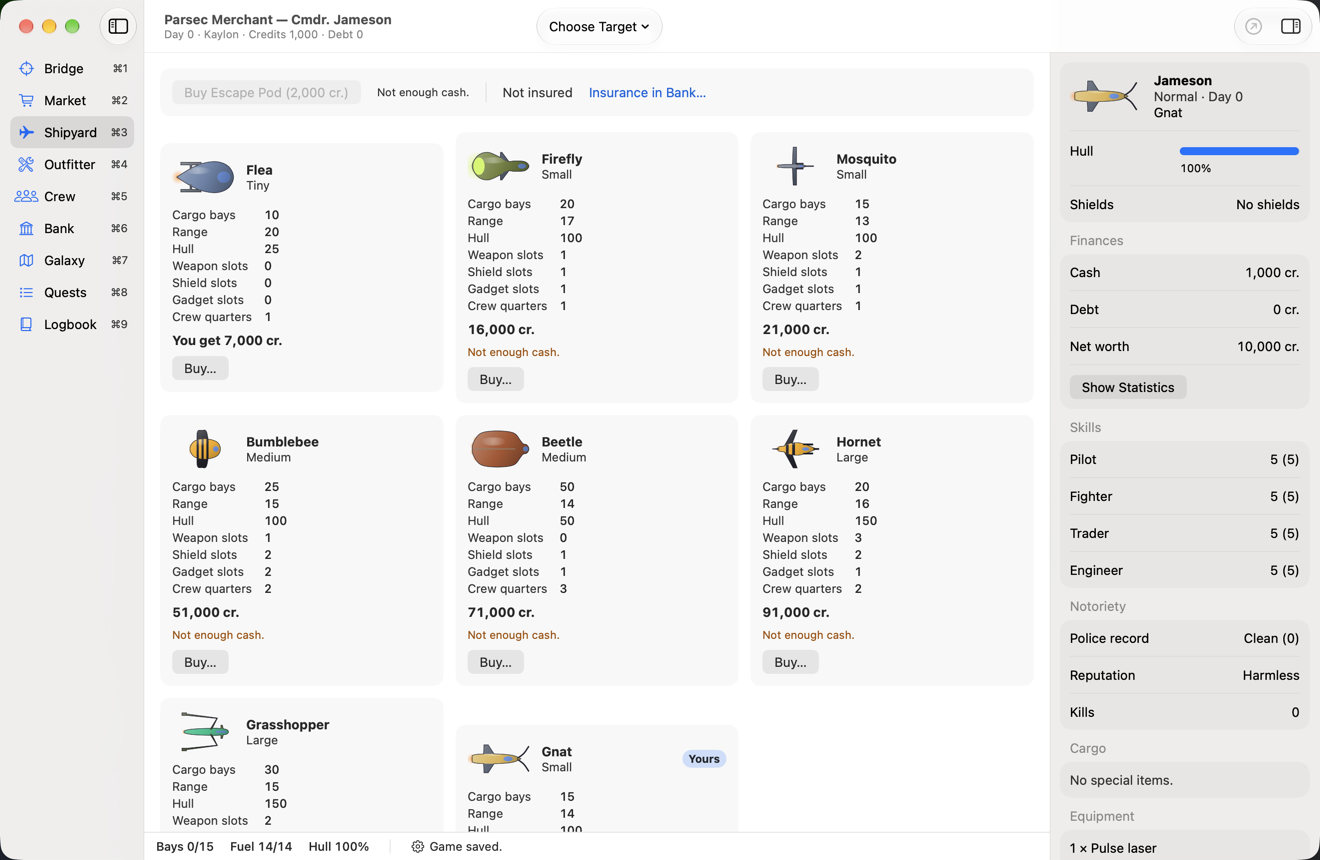 Parsec Merchant — Cmdr. Jameson
Day 0 · Kaylon · Credits 1,000 · Debt 0
Choose Target
Bridge ⌘1
Market ⌘2
Shipyard ⌘3
Outfitter ⌘4
Crew ⌘5
Bank ⌘6
Galaxy ⌘7
Quests ⌘8
Logbook ⌘9
Buy Escape Pod (2,000 cr.) Not enough cash. Not insured Insurance in Bank...
Flea
Tiny
Cargo bays 10
Range 20
Hull 25
Weapon slots 0
Shield slots 0
Gadget slots 0
Crew quarters 1
You get 7,000 cr.
Buy...
Firefly
Small
Cargo bays 20
Range 17
Hull 100
Weapon slots 1
Shield slots 1
Gadget slots 1
Crew quarters 1
16,000 cr.
Not enough cash.
Buy...
Mosquito
Small
Cargo bays 15
Range 13
Hull 100
Weapon slots 2
Shield slots 1
Gadget slots 1
Crew quarters 1
21,000 cr.
Not enough cash.
Buy...
Bumblebee
Medium
Cargo bays 25
Range 15
Hull 100
Weapon slots 1
Shield slots 2
Gadget slots 2
Crew quarters 2
51,000 cr.
Not enough cash.
Buy...
Beetle
Medium
Cargo bays 50
Range 14
Hull 50
Weapon slots 0
Shield slots 1
Gadget slots 1
Crew quarters 3
71,000 cr.
Not enough cash.
Buy...
Hornet
Large
Cargo bays 20
Range 16
Hull 150
Weapon slots 3
Shield slots 2
Gadget slots 1
Crew quarters 2
91,000 cr.
Not enough cash.
Buy...
Grasshopper
Large
Cargo bays 30
Range 15
Hull 150
Weapon slots 2
Gnat
Small
Yours
Cargo bays 15
Range 14
Hull 100
Bays 0/15 Fuel 14/14 Hull 100% Game saved.
Jameson
Normal · Day 0
Gnat
Hull
100%
Shields No shields
Finances
Cash 1,000 cr.
Debt 0 cr.
Net worth 10,000 cr.
Show Statistics
Skills
Pilot 5 (5)
Fighter 5 (5)
Trader 5 (5)
Engineer 5 (5)
Notoriety
Police record Clean (0)
Reputation Harmless
Kills 0
Cargo
No special items.
Equipment
1 × Pulse laser